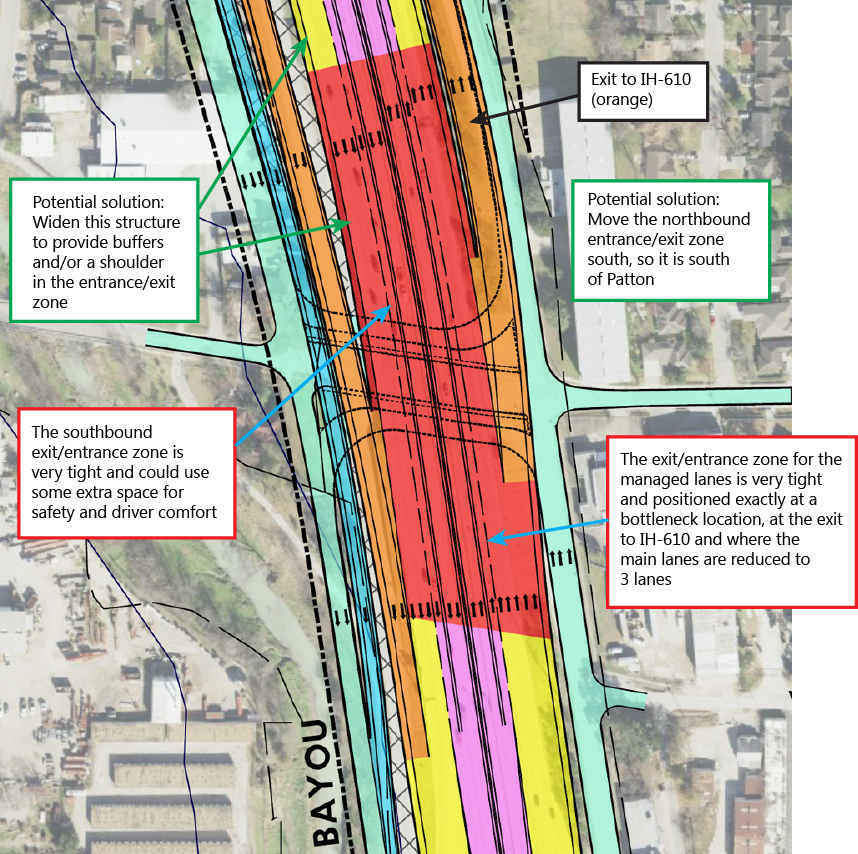 Exit to IH-610
(orange)
Potential solution:
Widen this structure
to provide buffers
and/or a shoulder
in the entrance/exit
zone
Potential solution:
Move the northbound
entrance/exit zone
south, so it is south
of Patton
The southbound
exit/entrance zone is
very tight and could use
some extra space for
safety and driver comfort
The exit/entrance zone for the
managed lanes is very tight
and positioned exactly at a
bottleneck location, at the exit
to IH-610 and where the
main lanes are reduced to
3 lanes
BAYOU